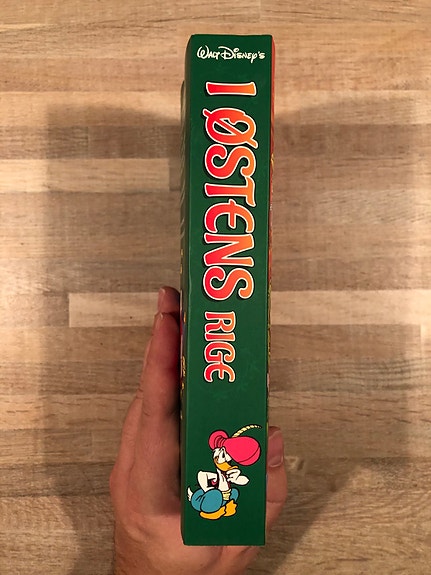 Walt Disney's
I ØSTENS RIGE